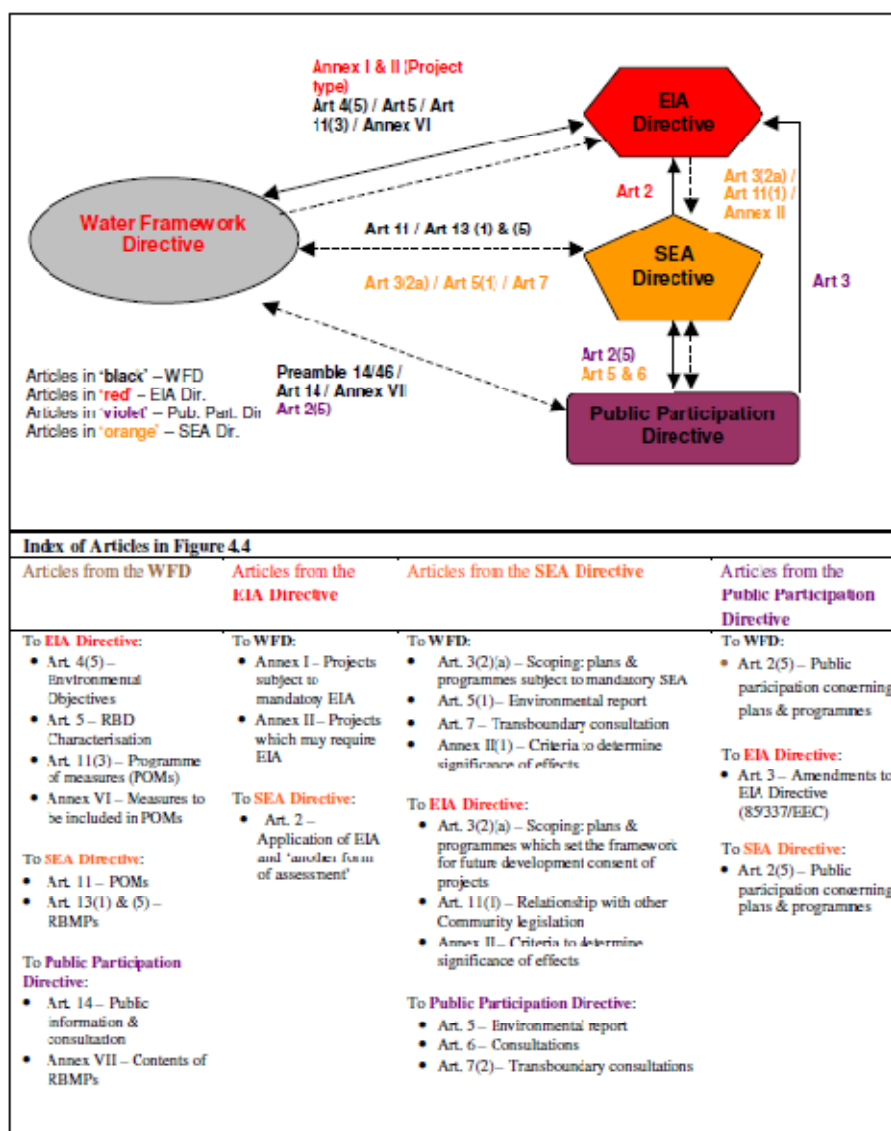 Annex I & II (Project
type)
Art 4(5) / Art 5 / Art
11(3) / Annex VI
EIA
Directive
Art 2
Art 3(2a) /
Art 11(1) /
Annex II
Water Framework
Directive
Art 11 / Art 13 (1) & (5)
Art 3(2a) / Art 5(1) / Art 7
SEA
Directive
Art 3
Art 2(5)
Art 5 & 6
Preamble 14/46 /
Art 14 / Annex VII
Art 2(5)
Articles in 'black' – WFD
Articles in 'red' – EIA Dir.
Articles in 'violet' – Pub. Part. Dir
Articles in 'orange' – SEA Dir.
Public Participation
Directive
Index of Articles in Figure 4.4
Articles from the WFD
Articles from the
EIA Directive
Articles from the SEA Directive
Articles from the
Public Participation
Directive
To EIA Directive:
• Art. 4(5) –
Environmental
Objectives
• Art. 5 – RBD
Characterisation
• Art. 11(3) – Programme
of measures (POMs)
• Annex VI – Measures to
be included in POMs
To SEA Directive:
• Art. 11 – POMs
• Art. 13(1) & (5) –
RBMPs
To Public Participation
Directive:
• Art. 14 – Public
information &
consultation
• Annex VII – Contents of
RBMPs
To WFD:
• Annex I – Projects
subject to
mandatory EIA
• Annex II – Projects
which may require
EIA
To SEA Directive:
• Art. 2 –
Application of EIA
and 'another form
of assessment'
To WFD:
• Art. 3(2)(a) – Scoping: plans &
programmes subject to mandatory SEA
• Art. 5(1) – Environmental report
• Art. 7 – Transboundary consultation
• Annex II(1) – Criteria to determine
significance of effects
To EIA Directive:
• Art. 3(2)(a) – Scoping: plans &
programmes which set the framework
for future development consent of
projects
• Art. 11(1) – Relationship with other
Community legislation
• Annex II – Criteria to determine
significance of effects
To Public Participation Directive:
• Art. 5 – Environmental report
• Art. 6 – Consultations
• Art. 7(2) – Transboundary consultations
To WFD:
• Art. 2(5) – Public
participation concerning
plans & programmes
To EIA Directive:
• Art. 3 – Amendments to
EIA Directive
(85/337/EEC)
To SEA Directive:
• Art. 2(5) – Public
participation concerning
plans & programmes